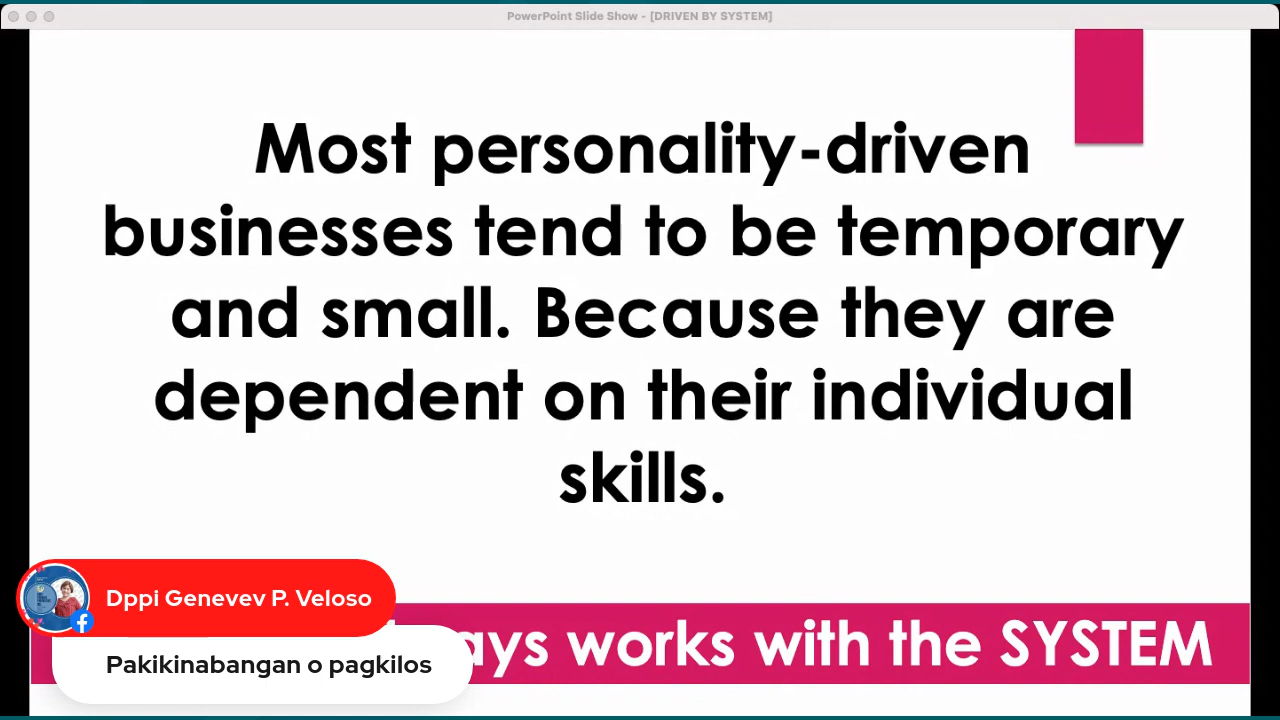 PowerPoint Slide Show - [DRIVEN BY SYSTEM]
Most personality-driven
businesses tend to be temporary
and small. Because they are
dependent on their individual
skills.
Dppi Genevev P. Veloso
works with the SYSTEM
Pakikinabangan o pagkilos